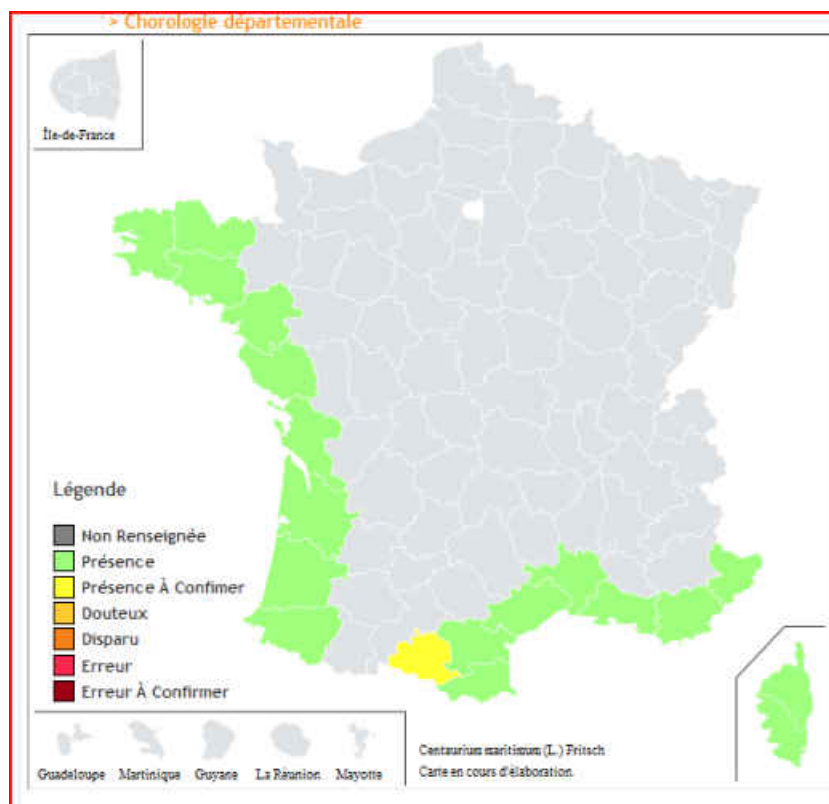 > Chorologie départementale
Île-de-France
Légende
Non Renseignée
Présence
Présence À Confimer
Douteux
Disparu
Erreur
Erreur À Confirmer
Guadeloupe Martinique Guyane La Réunion Mayotte
Centaurium maritimum (L.) Fritsch
Carte en cours d'élaboration